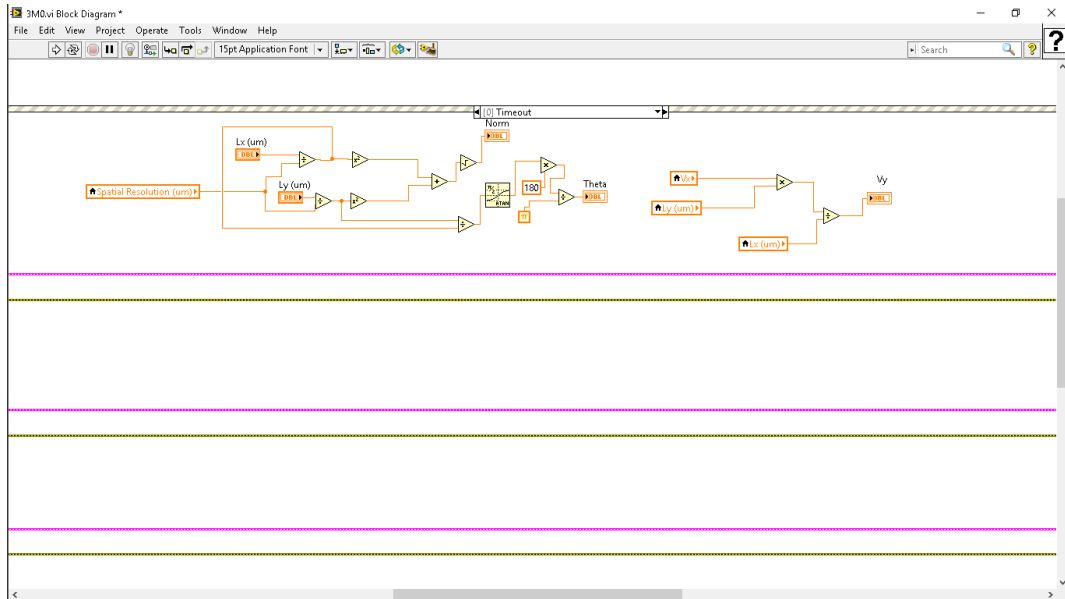 3M0.vi Block Diagram *
File Edit View Project Operate Tools Window Help
15pt Application Font
Search
?
[0] Timeout
Norm
DBL
Lx (um)
DBL
÷
x²
√
×
+
Spatial Resolution (um)
Ly (um)
DBL
÷
x²
ATAN
180
÷
Theta
DBL
π
÷
Vx
×
Vy
DBL
Ly (um)
÷
Lx (um)